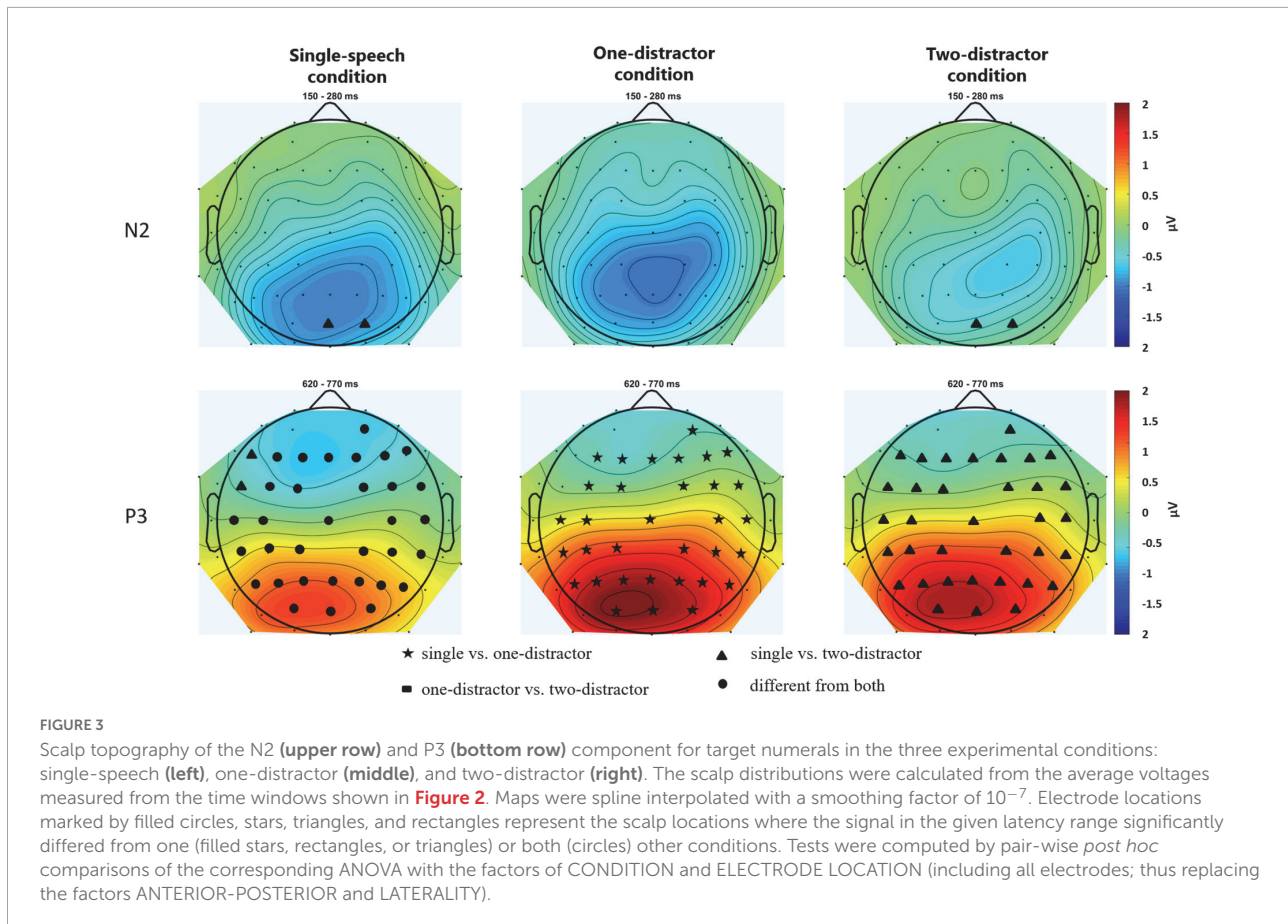 Single-speech condition
One-distractor condition
Two-distractor condition
150 - 280 ms
150 - 280 ms
150 - 280 ms
N2
2
1.5
1
0.5
0
-0.5
-1
-1.5
2
µV
620 - 770 ms
620 - 770 ms
620 - 770 ms
P3
2
1.5
1
0.5
0
-0.5
-1
-1.5
2
µV
★ single vs. one-distractor
▲ single vs. two-distractor
■ one-distractor vs. two-distractor
● different from both
FIGURE 3
Scalp topography of the N2 (upper row) and P3 (bottom row) component for target numerals in the three experimental conditions:
single-speech (left), one-distractor (middle), and two-distractor (right). The scalp distributions were calculated from the average voltages
measured from the time windows shown in Figure 2. Maps were spline interpolated with a smoothing factor of 10⁻⁷. Electrode locations
marked by filled circles, stars, triangles, and rectangles represent the scalp locations where the signal in the given latency range significantly
differed from one (filled stars, rectangles, or triangles) or both (circles) other conditions. Tests were computed by pair-wise post hoc
comparisons of the corresponding ANOVA with the factors of CONDITION and ELECTRODE LOCATION (including all electrodes; thus replacing
the factors ANTERIOR-POSTERIOR and LATERALITY).